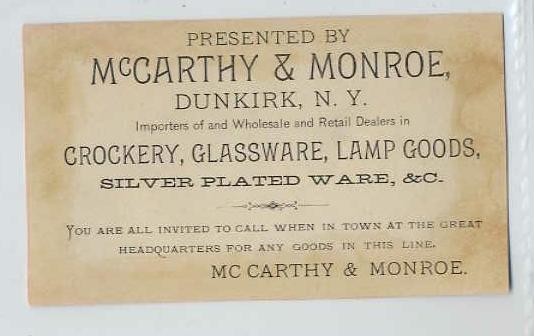 PRESENTED BY
McCARTHY & MONROE,
DUNKIRK, N. Y.
Importers of and Wholesale and Retail Dealers in
CROCKERY, GLASSWARE, LAMP GOODS,
SILVER PLATED WARE, &C.
YOU ARE ALL INVITED TO CALL WHEN IN TOWN AT THE GREAT
HEADQUARTERS FOR ANY GOODS IN THIS LINE.
MC CARTHY & MONROE.